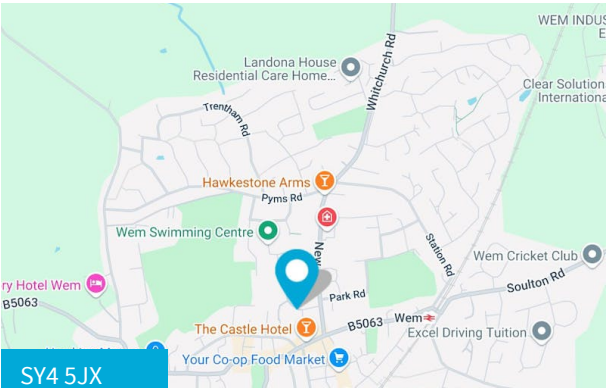 WEM INDUS
E
Landona House
Residential Care Home...
Whitchurch Rd
Clear Solution
Internationa
Trentham Rd
Hawkestone Arms
Pyms Rd
Wem Swimming Centre
New
Station Rd
Wem Cricket Club
ry Hotel Wem
Soulton Rd
B5063
Park Rd
The Castle Hotel
B5063
Wem
Excel Driving Tuition
Your Co-op Food Market
SY4 5JX